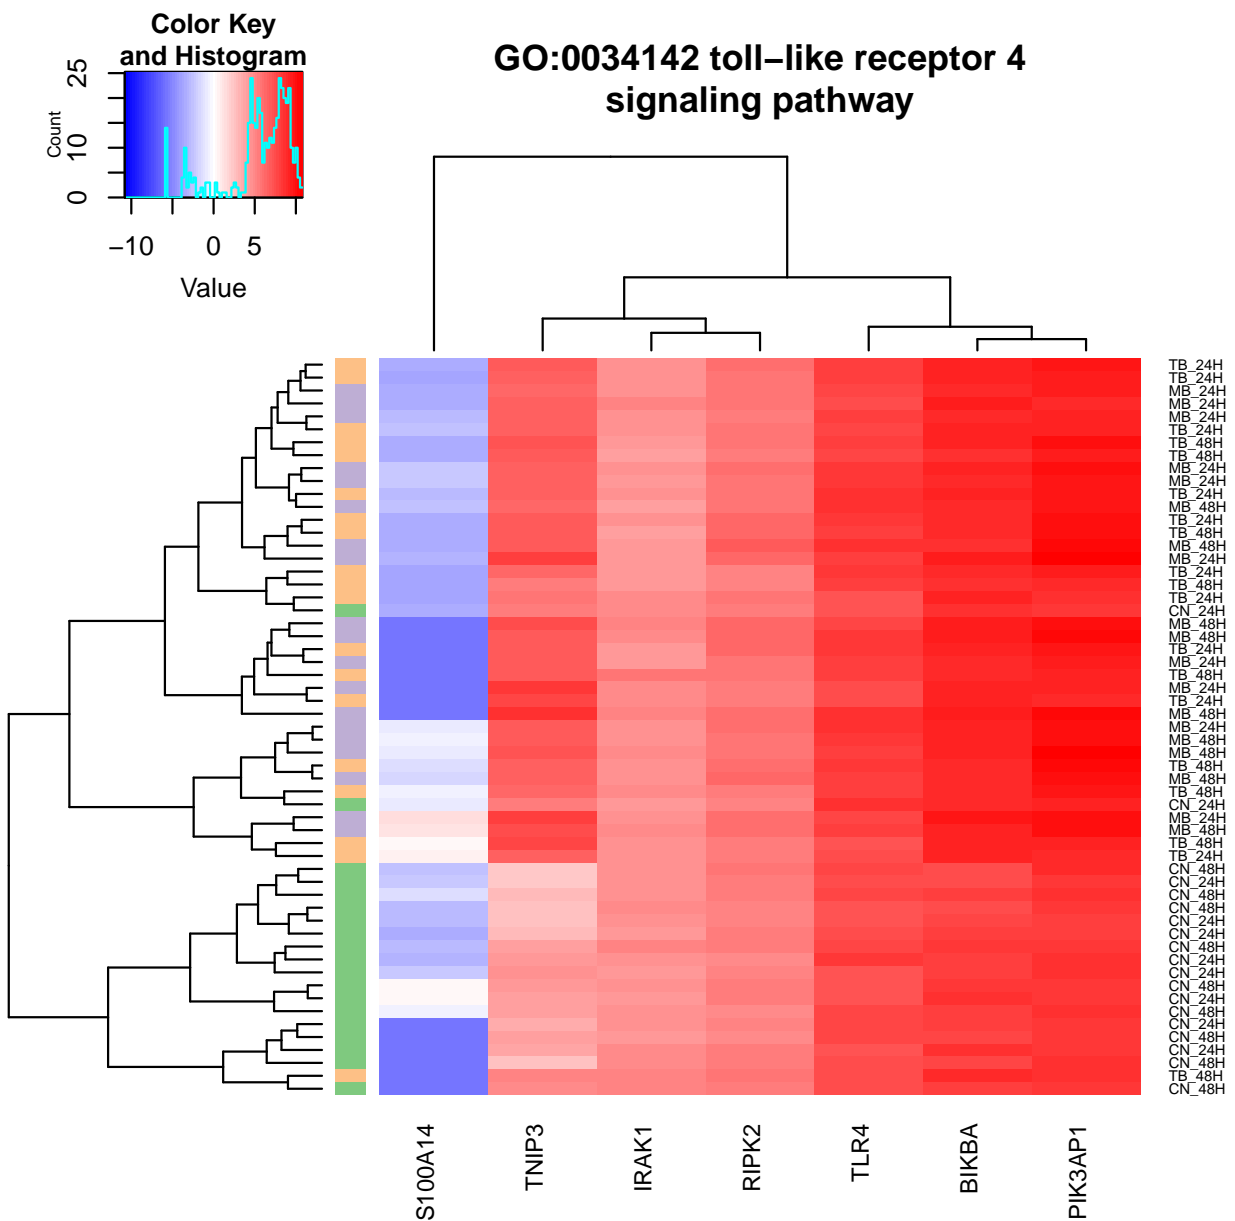 Color Key
and Histogram
GO:0034142 toll−like receptor 4
signaling pathway
Count
0 10 25
−10 0 5
Value
TB_24H
TB_24H
MB_24H
MB_24H
MB_24H
TB_24H
TB_48H
TB_48H
MB_24H
MB_24H
TB_24H
MB_48H
TB_24H
TB_48H
MB_48H
MB_24H
TB_24H
TB_48H
TB_24H
CN_24H
MB_48H
MB_48H
TB_24H
MB_24H
TB_48H
MB_24H
TB_24H
MB_48H
MB_24H
MB_48H
MB_48H
TB_48H
MB_48H
TB_48H
CN_24H
MB_24H
MB_48H
TB_48H
TB_24H
CN_48H
CN_24H
CN_48H
CN_48H
CN_24H
CN_24H
CN_48H
CN_24H
CN_24H
CN_48H
CN_24H
CN_48H
CN_24H
CN_48H
CN_24H
CN_48H
TB_48H
CN_48H
S100A14
TNIP3
IRAK1
RIPK2
TLR4
BIKBA
PIK3AP1